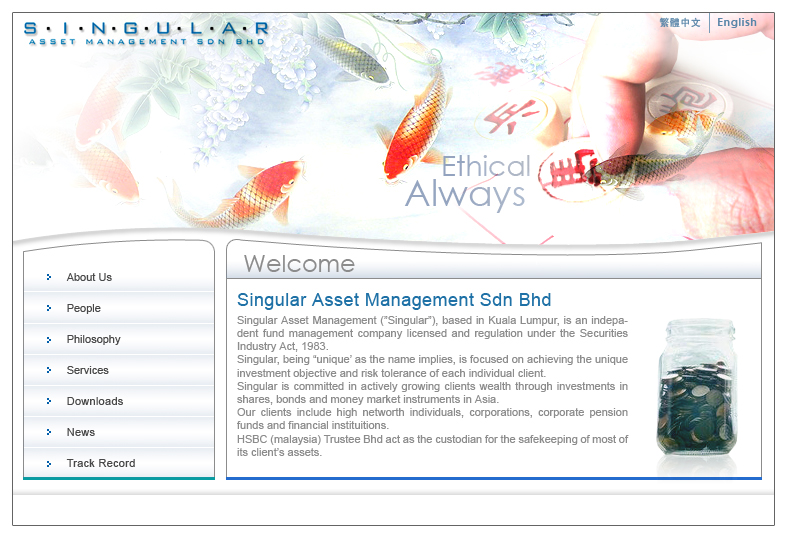 S·I·N·G·U·L·A·R
ASSET MANAGEMENT SDN BHD
繁體中文 English
Ethical
Always
About Us
People
Philosophy
Services
Downloads
News
Track Record
Welcome
Singular Asset Management Sdn Bhd
Singular Asset Management ("Singular"), based in Kuala Lumpur, is an indepa-
dent fund management company licensed and regulation under the Securities
Industry Act, 1983.
Singular, being “unique’ as the name implies, is focused on achieving the unique
investment objective and risk tolerance of each individual client.
Singular is committed in actively growing clients wealth through investments in
shares, bonds and money market instruments in Asia.
Our clients include high networth individuals, corporations, corporate pension
funds and financial instituitions.
HSBC (malaysia) Trustee Bhd act as the custodian for the safekeeping of most of
its client’s assets.